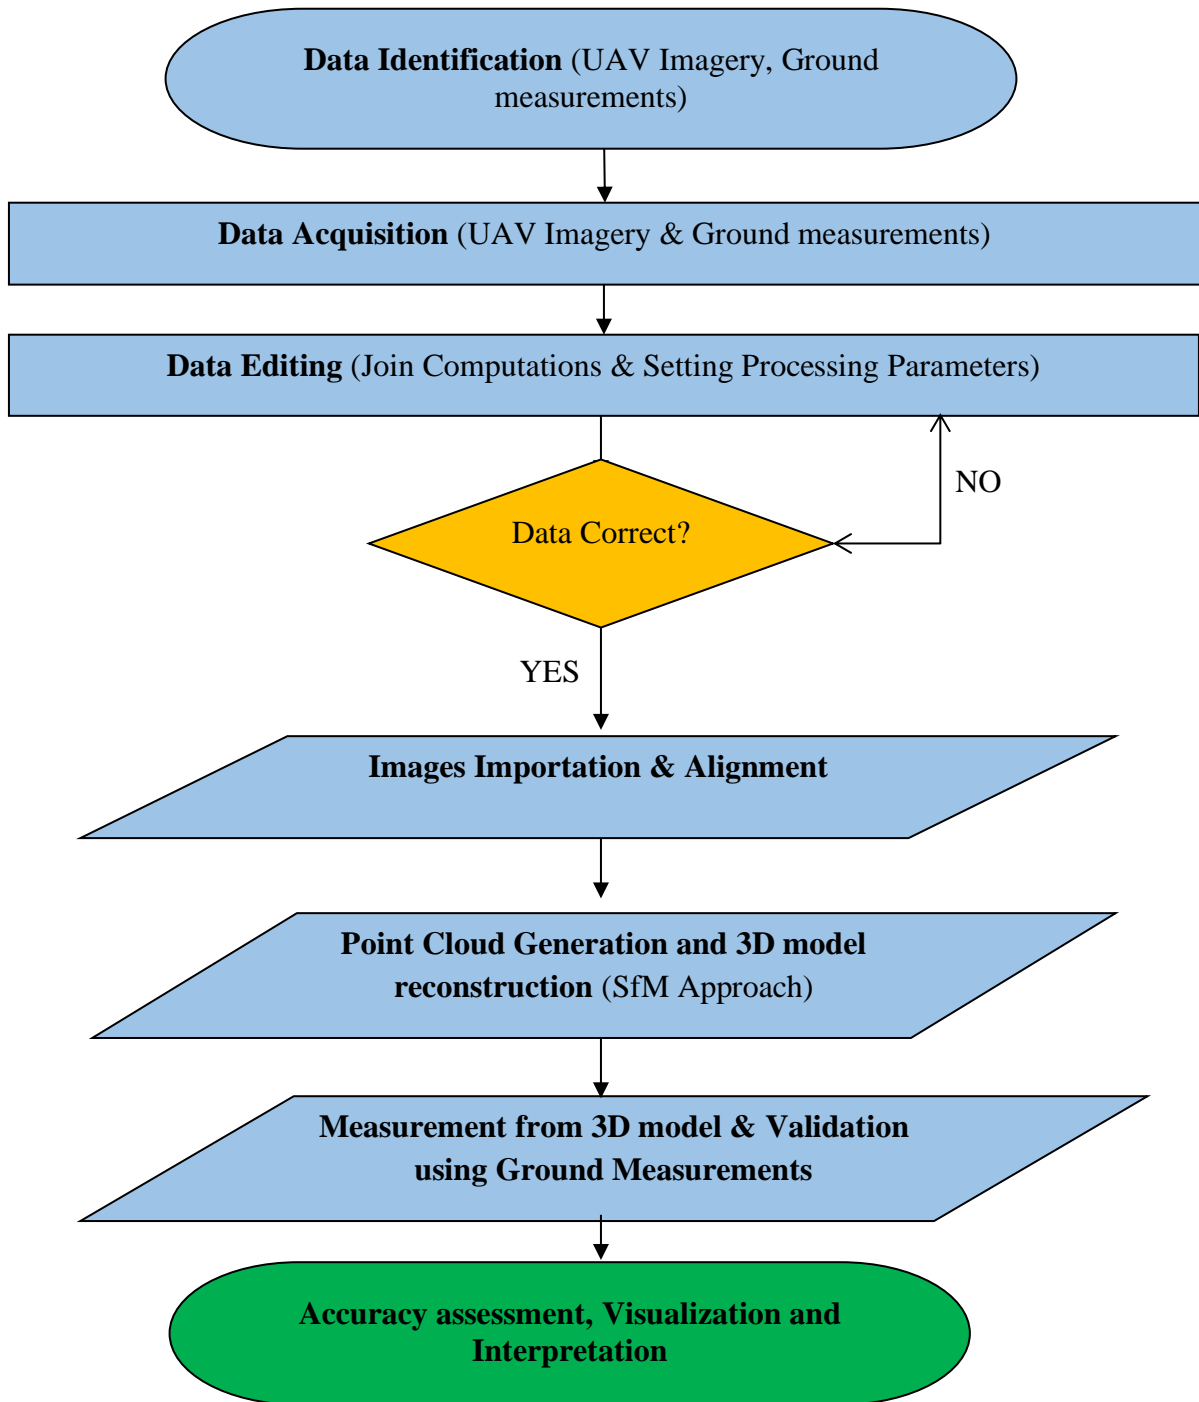 Data Identification (UAV Imagery, Ground
measurements)
Data Acquisition (UAV Imagery & Ground measurements)
Data Editing (Join Computations & Setting Processing Parameters)
NO
Data Correct?
YES
Images Importation & Alignment
Point Cloud Generation and 3D model
reconstruction (SfM Approach)
Measurement from 3D model & Validation
using Ground Measurements
Accuracy assessment, Visualization and
Interpretation